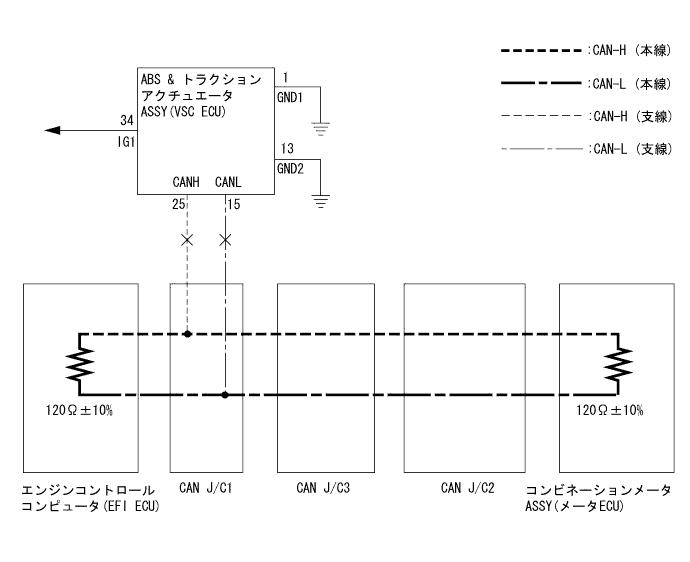 :CAN-H (本線)
:CAN-L (本線)
:CAN-H (支線)
:CAN-L (支線)
ABS & トラクション
アクチュエータ
ASSY(VSC ECU)
1
GND1
34
IG1
13
GND2
CANH CANL
25 15
120Ω±10%
120Ω±10%
エンジンコントロール
コンピュータ(EFI ECU)
CAN J/C1
CAN J/C3
CAN J/C2
コンビネーションメータ
ASSY(メータECU)